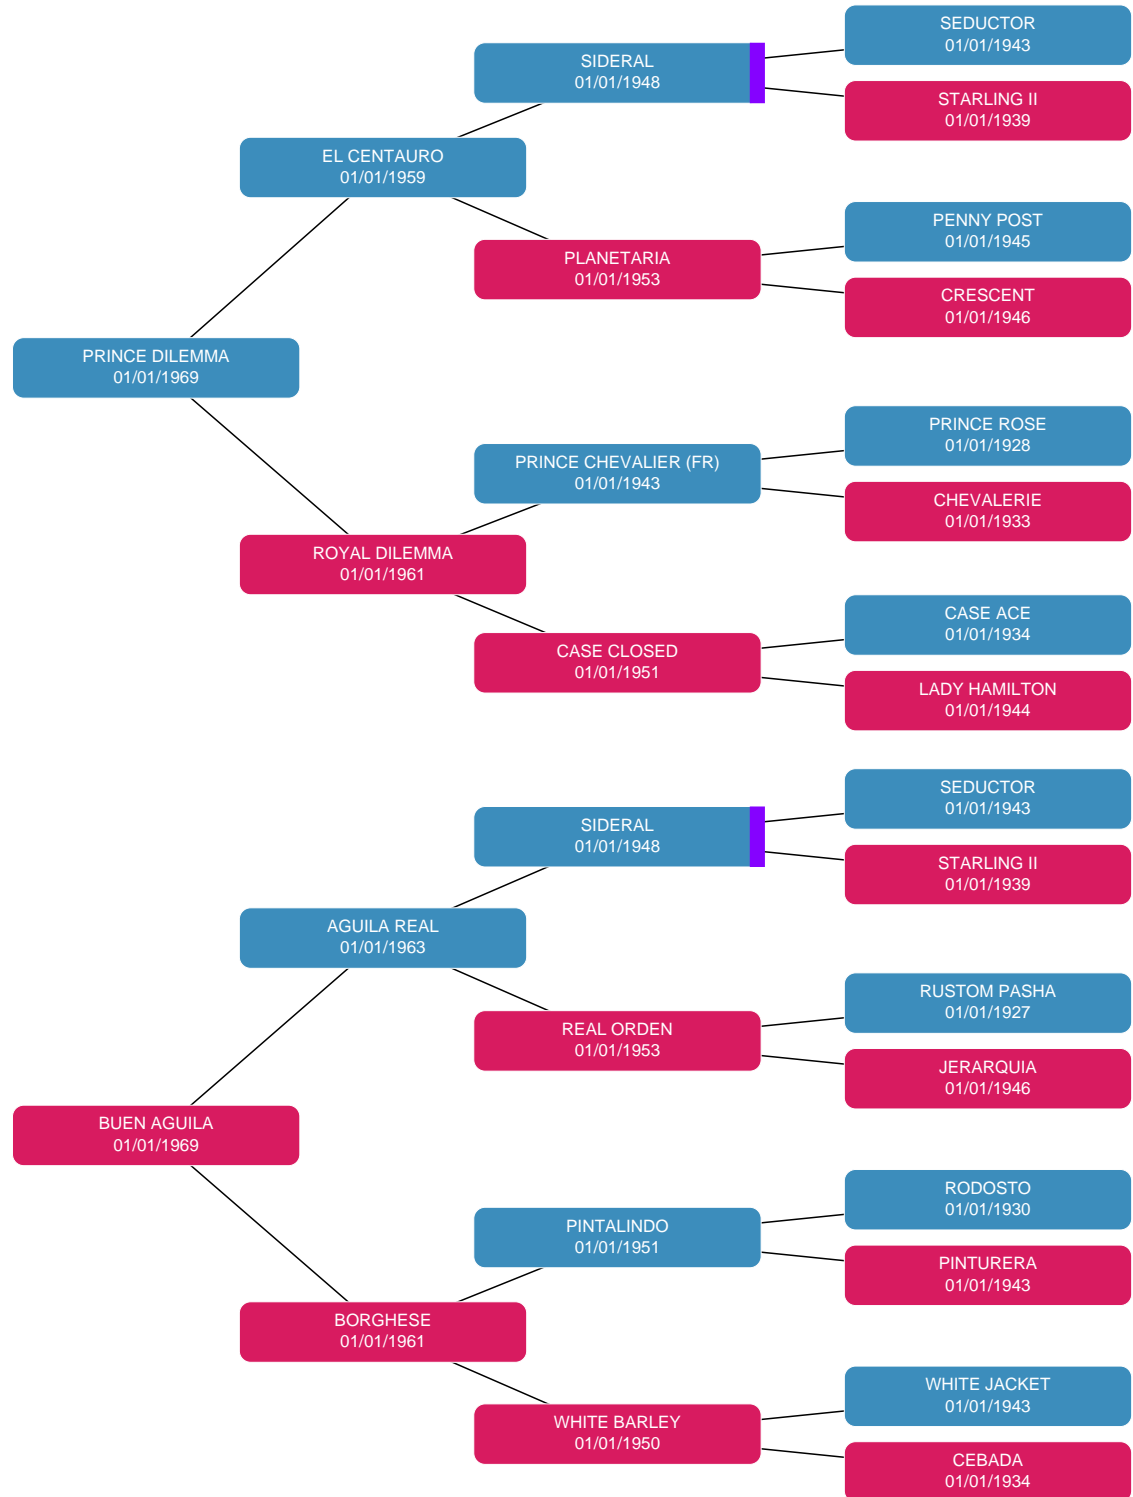 SEDUCTOR
01/01/1943
SIDERAL
01/01/1948
STARLING II
01/01/1939
EL CENTAURO
01/01/1959
PENNY POST
01/01/1945
PLANETARIA
01/01/1953
CRESCENT
01/01/1946
PRINCE DILEMMA
01/01/1969
PRINCE ROSE
01/01/1928
PRINCE CHEVALIER (FR)
01/01/1943
CHEVALERIE
01/01/1933
ROYAL DILEMMA
01/01/1961
CASE ACE
01/01/1934
CASE CLOSED
01/01/1951
LADY HAMILTON
01/01/1944
SEDUCTOR
01/01/1943
SIDERAL
01/01/1948
STARLING II
01/01/1939
AGUILA REAL
01/01/1963
RUSTOM PASHA
01/01/1927
REAL ORDEN
01/01/1953
JERARQUIA
01/01/1946
BUEN AGUILA
01/01/1969
RODOSTO
01/01/1930
PINTALINDO
01/01/1951
PINTURERA
01/01/1943
BORGHESE
01/01/1961
WHITE JACKET
01/01/1943
WHITE BARLEY
01/01/1950
CEBADA
01/01/1934